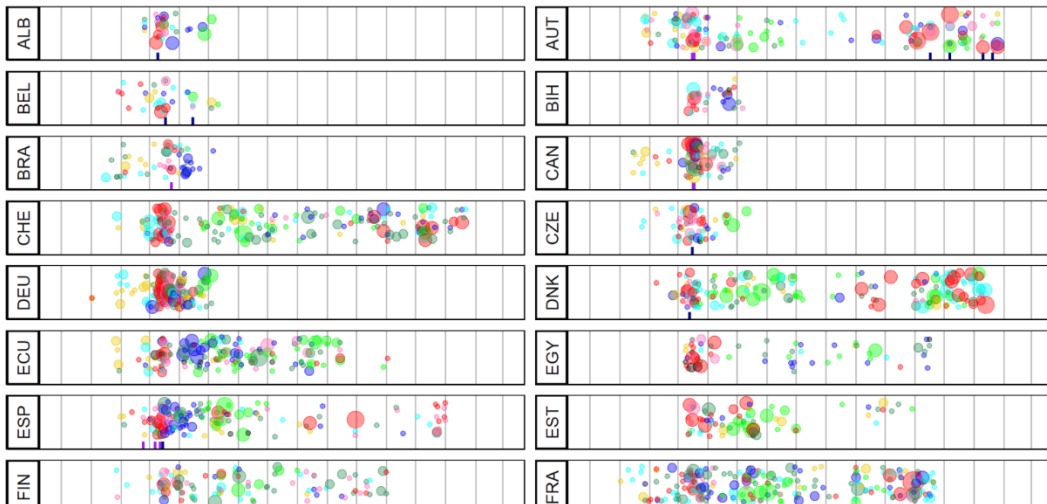 ALB
AUT
BEL
BIH
BRA
CAN
CHE
CZE
DEU
DNK
ECU
EGY
ESP
EST
FIN
FRA